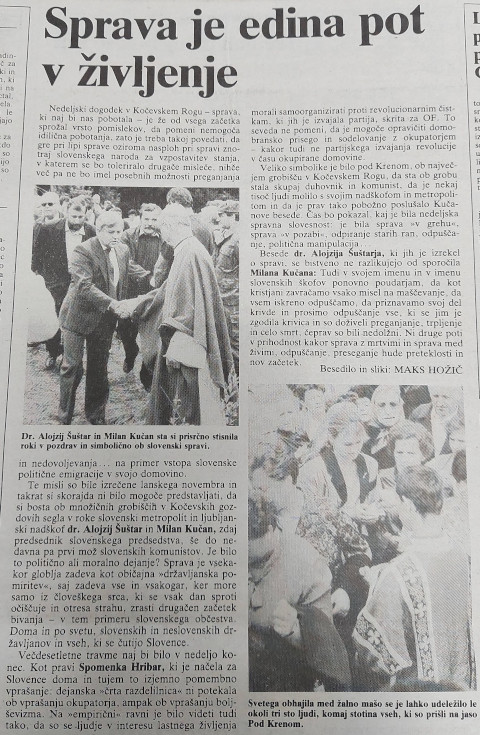 Sprava je edina pot
v življenje
Nedeljski dogodek v Kočevskem Rogu – sprava,
ki naj bi nas pobotala – je že od vsega začetka
sprožal vrsto pomislekov, da pomeni nemogoča
idilična pobotanja, zato je treba takoj povedati, da
gre pri lipi sprave oziroma nasploh pri spravi znotraj
slovenskega naroda za vzpostavitev stanja,
v katerem se bo toleriralo drugače misleče, nihče
več pa ne bo imel posebnih možnosti preganjanja
Dr. Alojzij Šuštar in Milan Kučan sta si prisrčno stisnila
roki v pozdrav in simbolično ob slovenski spravi.
in nedovoljevanja... na primer vstopa slovenske
politične emigracije v svojo domovino.
Te misli so bile izrečene lanskega novembra in
takrat si skorajda ni bilo mogoče predstavljati, da
si bosta ob množičnih grobiščih v Kočevskih gozdovih
segla v roke slovenski metropolit in ljubljanski
nadškof dr. Alojzij Šuštar in Milan Kučan, zdaj
predsednik slovenskega predsedstva, še do nedavna
pa prvi mož slovenskih komunistov. Je bilo
to politično ali moralno dejanje? Sprava je vsekakor
globlja zadeva kot običajna »državljanska pomiritev«,
saj zadeva vse in vsakogar, ker more
samo iz človeškega srca, ki se vsak dan sproti
očiščuje in otresa strahu, zrasti drugačen začetek
bivanja – v tem primeru slovenskega občestva.
Doma in po svetu, slovenskih in neslovenskih državljanov
in vseh, ki se čutijo Slovence.
Večdesetletne travme naj bi bilo v nedeljo konec.
Kot pravi Spomenka Hribar, ki je načela za
Slovence doma in tujem to izjemno pomembno
vprašanje: dejanska »črta razdelilnica« ni potekala
ob vprašanju okupatorja, ampak ob vprašanju boljševizma.
Na »empirični« ravni je bilo videti tudi
tako, da so se ljudje v interesu lastnega življenja
morali samoorganizirati proti revolucionarnim čistkam,
ki jih je izvajala partija, skrita za OF. To
seveda ne pomeni, da je mogoče opravičiti domobransko
prisego in sodelovanje z okupatorjem
– kakor tudi ne partijskega izvajanja revolucije
v času okupirane domovine.
Veliko simbolike je bilo pod Krenom, ob največjem
grobišču v Kočevskem Rogu, da sta ob grobu
stala skupaj duhovnik in komunist, da je nekaj
tisoč ljudi molilo s svojim nadškofom in metropolitom
in da je prav tako pobožno poslušalo Kučanove
besede. Čas bo pokazal, kaj je bila nedeljska
spravna slovesnost: je bila sprava »v grehu«,
sprava »v pozabi«, odpiranje starih ran, odpuščanje,
politična manipulacija.
Besede dr. Alojzija Šuštarja, ki jih je izrekel
o spravi, se bistveno ne razlikujejo od sporočila
Milana Kučana: Tudi v svojem imenu in v imenu
slovenskih škofov ponovno poudarjam, da kot
kristjani zavračamo vsako misel na maščevanje, da
vsem iskreno odpuščamo, da priznavamo svoj del
krivde in prosimo odpuščanje vse, ki se jim je
zgodila krivica in so doživeli preganjanje, trpljenje
in celo smrt, čeprav so bili nedolžni. Ni druge poti
v prihodnost kakor sprava z mrtvimi in sprava med
živimi, odpuščanje, preseganje hude preteklosti in
nov začetek.
Besedilo in sliki: MAKS HOŽIČ
Svetega obhajila med žalno mašo se je lahko udeležilo le
okoli tri sto ljudi, komaj stotina vseh, ki so prišli na jaso
Pod Krenom.